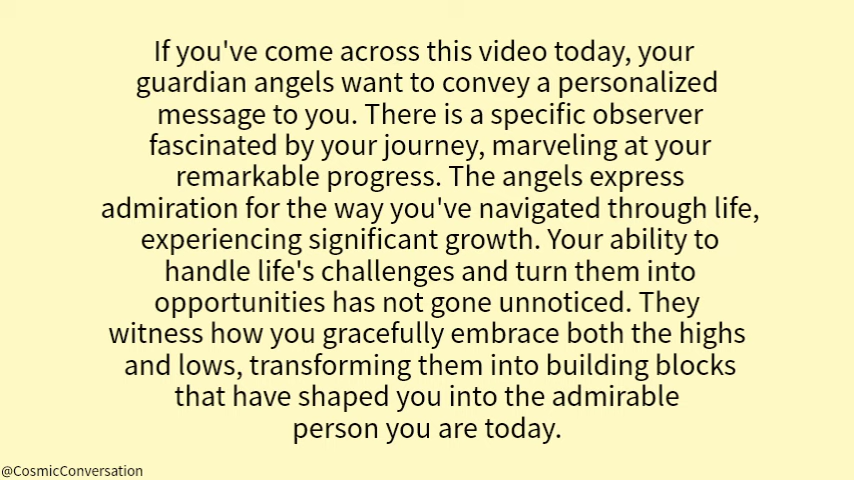 If you've come across this video today, your
guardian angels want to convey a personalized
message to you. There is a specific observer
fascinated by your journey, marveling at your
remarkable progress. The angels express
admiration for the way you've navigated through life,
experiencing significant growth. Your ability to
handle life's challenges and turn them into
opportunities has not gone unnoticed. They
witness how you gracefully embrace both the highs
and lows, transforming them into building blocks
that have shaped you into the admirable
person you are today.
@CosmicConversation